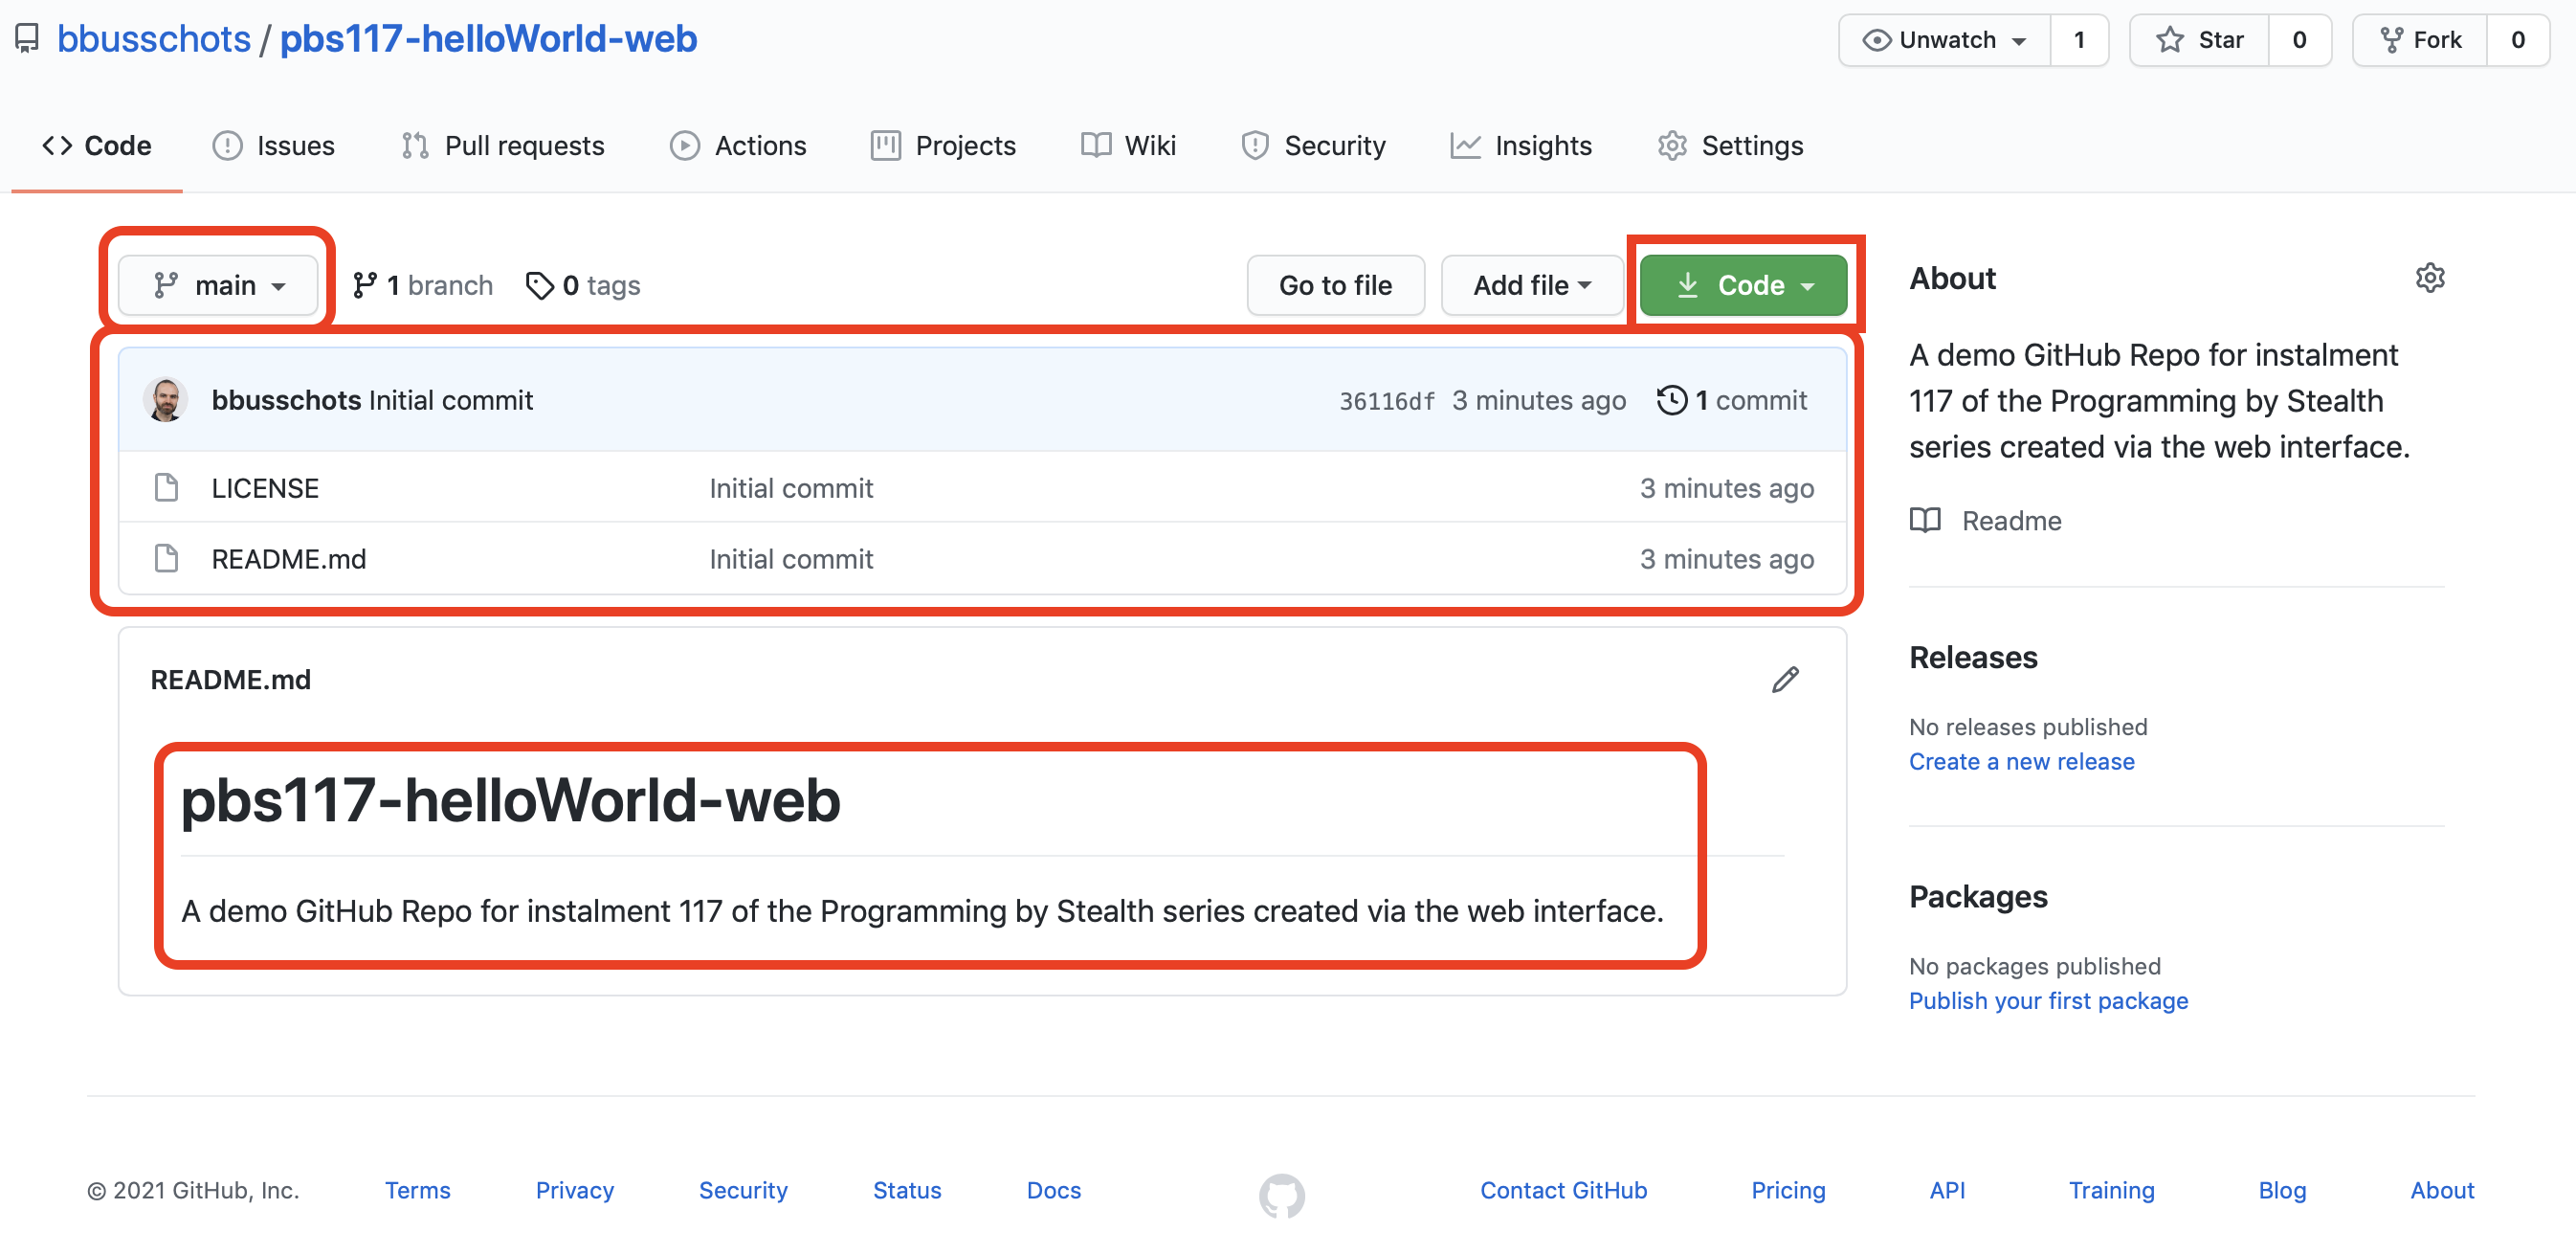 bbusschots / pbs117-helloWorld-web
Unwatch 1 Star 0 Fork 0
Code Issues Pull requests Actions Projects Wiki Security Insights Settings
main 1 branch 0 tags Go to file Add file Code
bbusschots Initial commit 36116df 3 minutes ago 1 commit
LICENSE Initial commit 3 minutes ago
README.md Initial commit 3 minutes ago
README.md
pbs117-helloWorld-web
A demo GitHub Repo for instalment 117 of the Programming by Stealth series created via the web interface.
About
A demo GitHub Repo for instalment
117 of the Programming by Stealth
series created via the web interface.
Readme
Releases
No releases published
Create a new release
Packages
No packages published
Publish your first package
© 2021 GitHub, Inc. Terms Privacy Security Status Docs Contact GitHub Pricing API Training Blog About